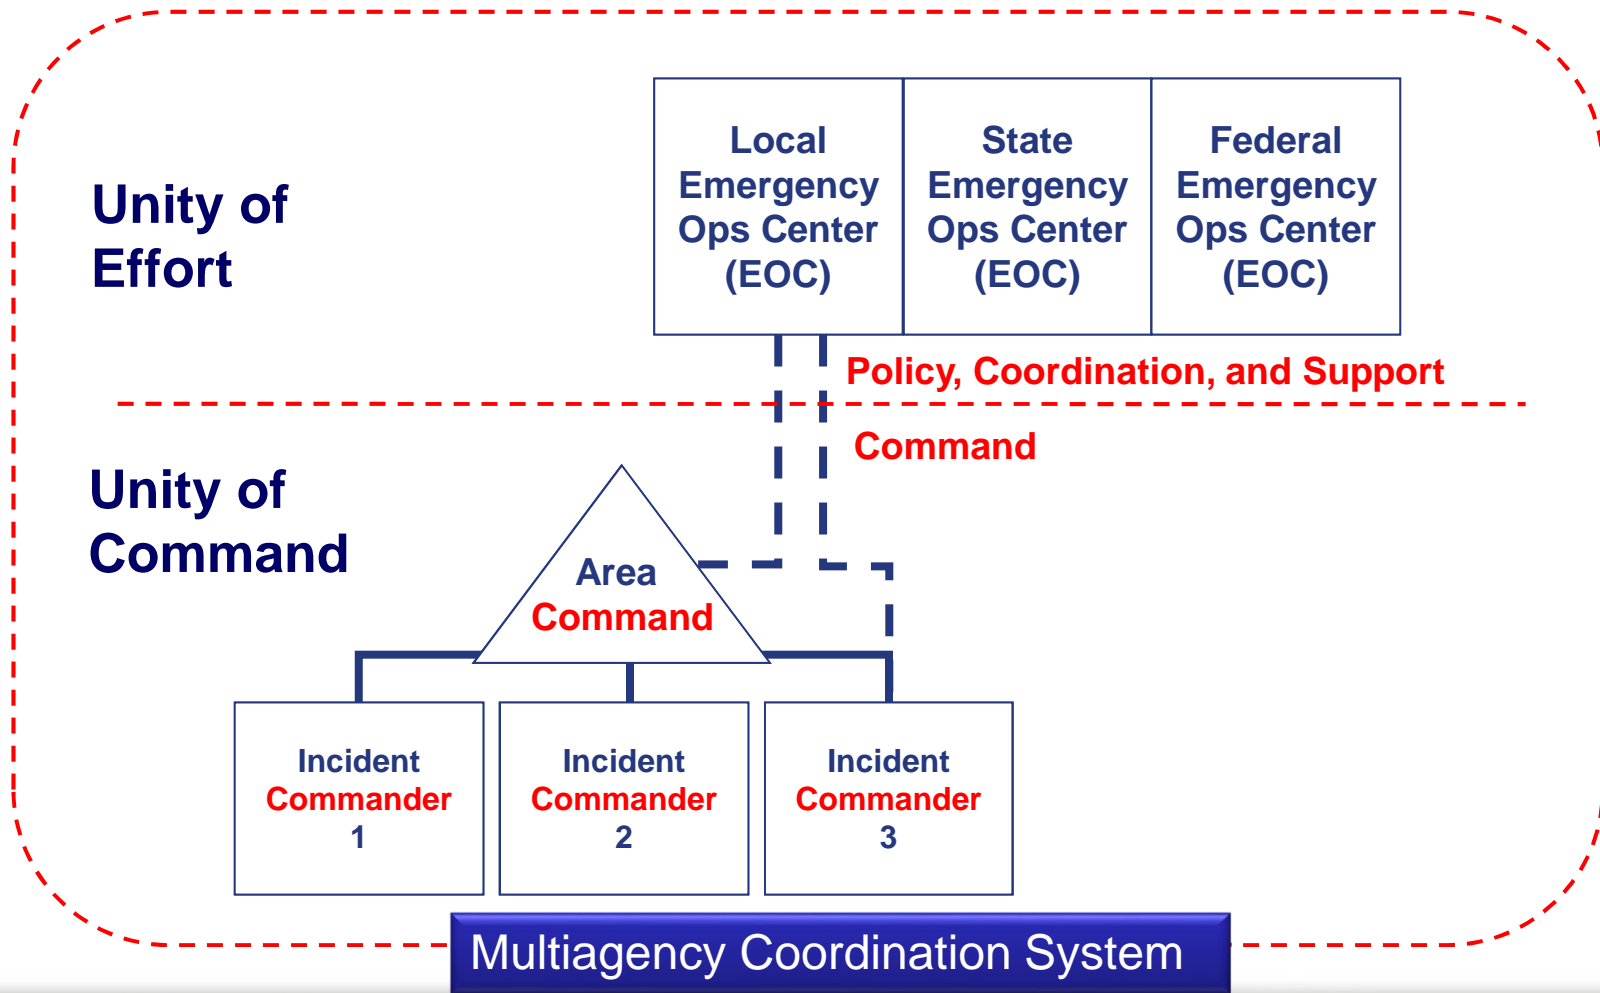 Unity of
Effort
Local
Emergency
Ops Center
(EOC)
State
Emergency
Ops Center
(EOC)
Federal
Emergency
Ops Center
(EOC)
Policy, Coordination, and Support
Command
Unity of
Command
Area
Command
Incident
Commander
1
Incident
Commander
2
Incident
Commander
3
Multiagency Coordination System